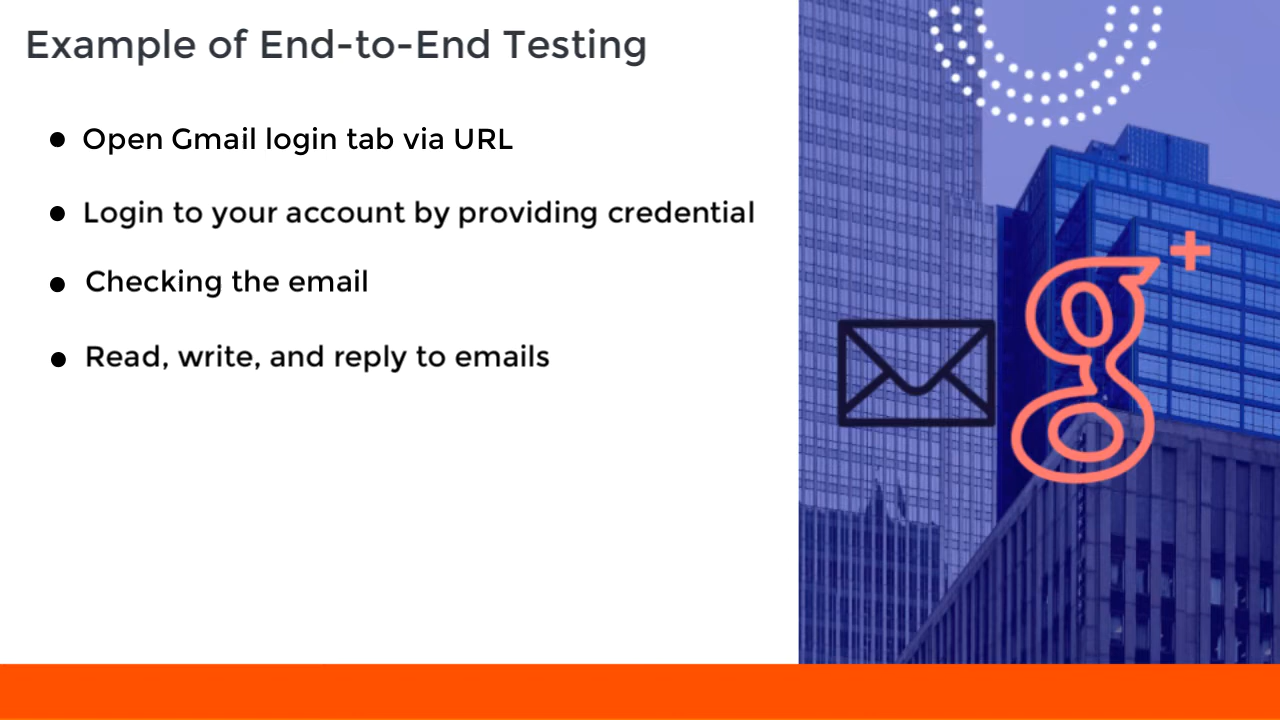 Example of End-to-End Testing
Open Gmail login tab via URL
Login to your account by providing credential
Checking the email
Read, write, and reply to emails
g+